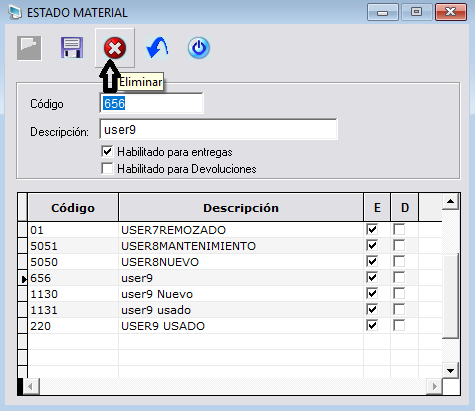 ESTADO MATERIAL
Eliminar
Código 656
Descripción: user9
Habilitado para entregas
Habilitado para Devoluciones
Código Descripción E D
01 USER7REMOZADO
5051 USER8MANTENIMIENTO
5050 USER8NUEVO
656 user9
1130 user9 Nuevo
1131 user9 usado
220 USER9 USADO